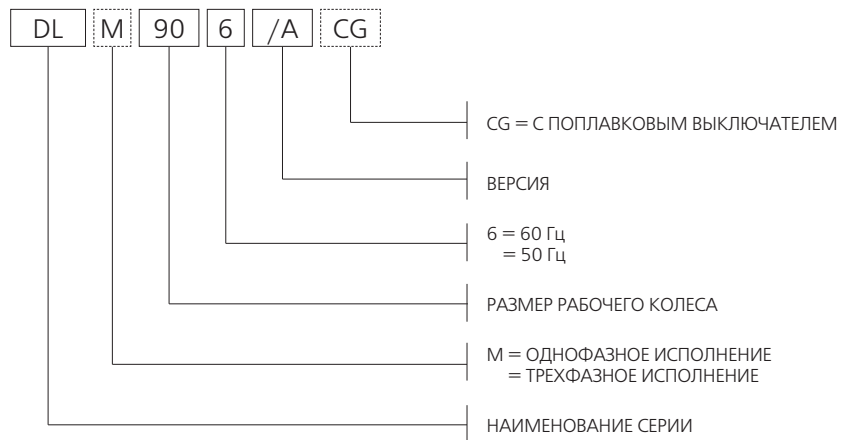 DL M 90 6 /A CG
CG = С ПОПЛАВКОВЫМ ВЫКЛЮЧАТЕЛЕМ
ВЕРСИЯ
6 = 60 Гц
= 50 Гц
РАЗМЕР РАБОЧЕГО КОЛЕСА
М = ОДНОФАЗНОЕ ИСПОЛНЕНИЕ
= ТРЕХФАЗНОЕ ИСПОЛНЕНИЕ
НАИМЕНОВАНИЕ СЕРИИ